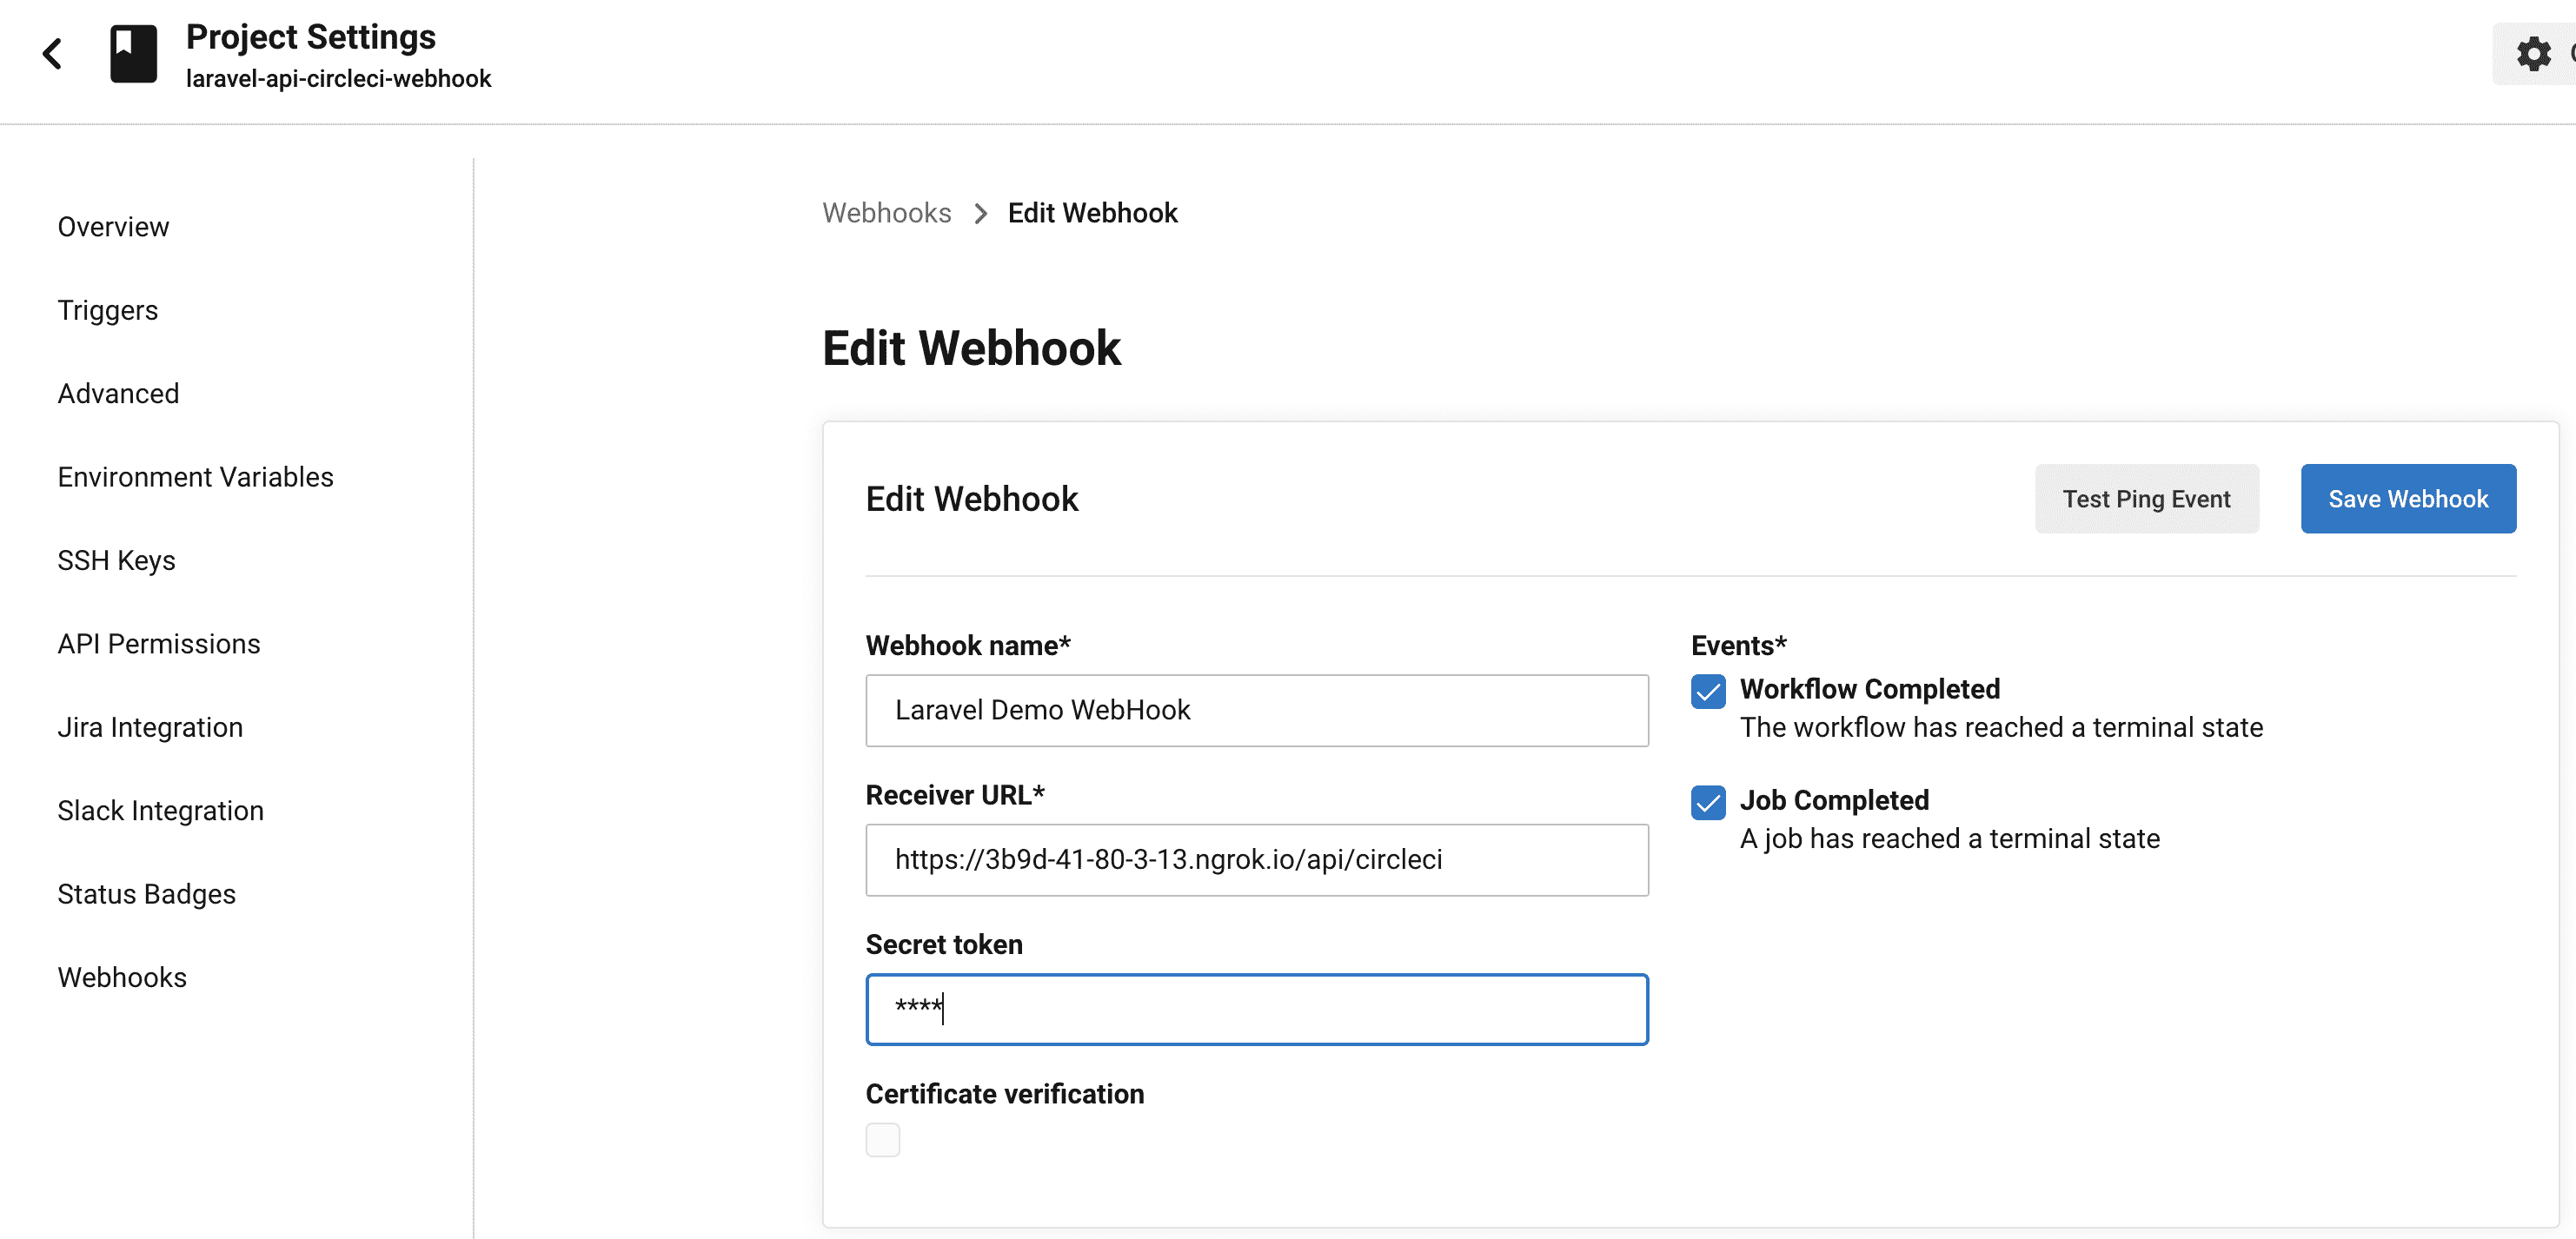 Project Settings
laravel-api-circleci-webhook
Overview
Triggers
Advanced
Environment Variables
SSH Keys
API Permissions
Jira Integration
Slack Integration
Status Badges
Webhooks
Webhooks > Edit Webhook
Edit Webhook
Edit Webhook
Test Ping Event
Save Webhook
Webhook name*
Laravel Demo WebHook
Receiver URL*
https://3b9d-41-80-3-13.ngrok.io/api/circleci
Secret token
****
Certificate verification
Events*
Workflow Completed
The workflow has reached a terminal state
Job Completed
A job has reached a terminal state